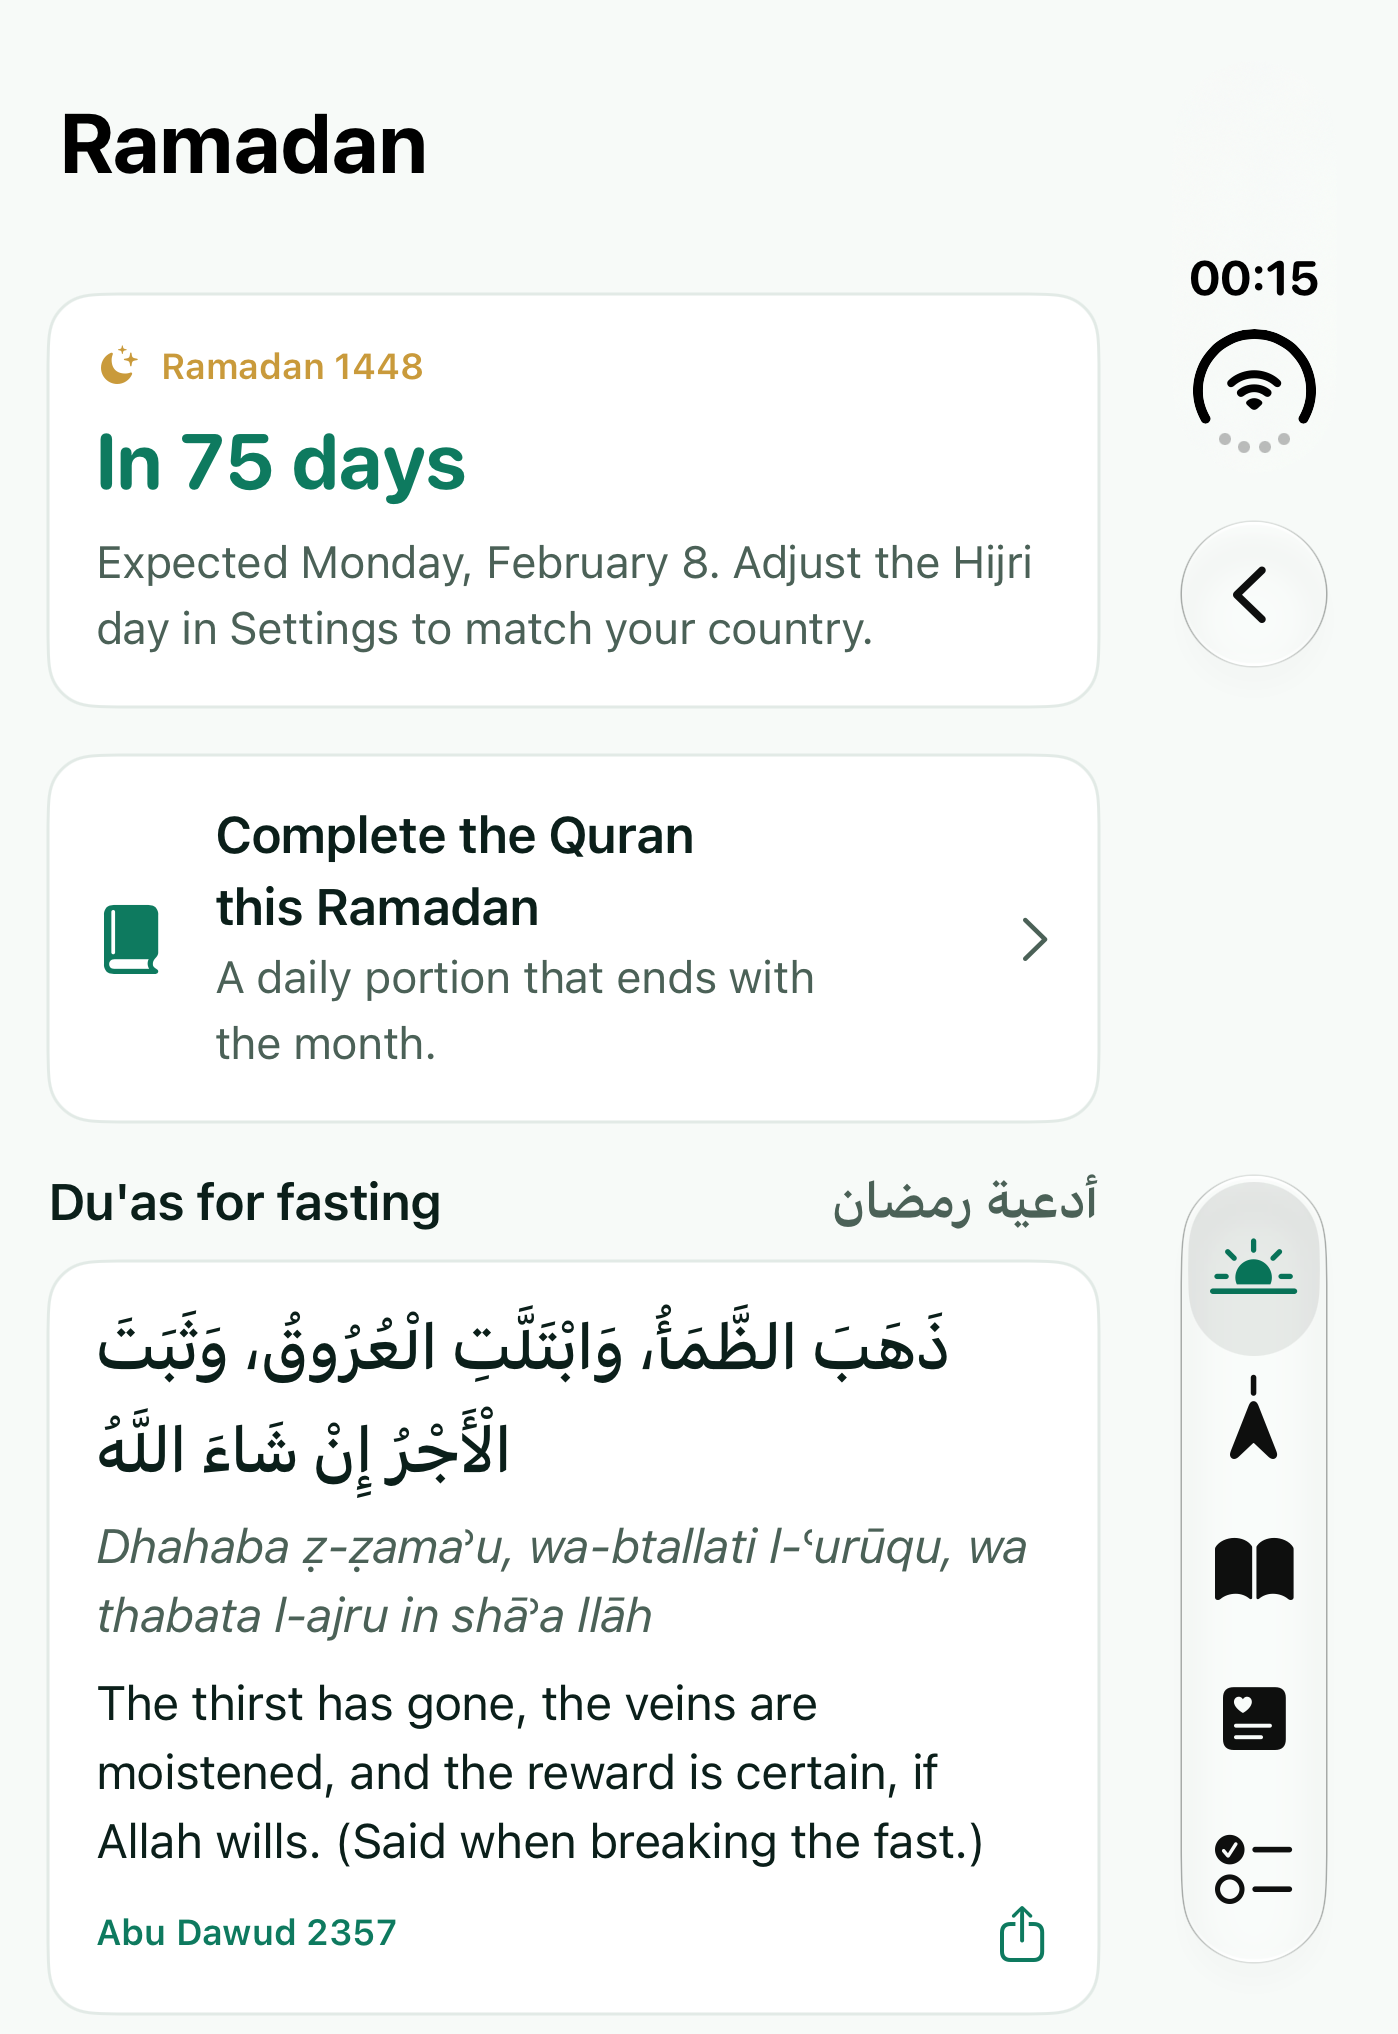 Ramadan
00:15
Ramadan 1448
In 75 days
Expected Monday, February 8. Adjust the Hijri
day in Settings to match your country.
Complete the Quran
this Ramadan
A daily portion that ends with
the month.
Du'as for fasting
أدعية رمضان
ذَهَبَ الظَّمَأُ، وَابْتَلَّتِ الْعُرُوقُ، وَثَبَتَ
الْأَجْرُ إِنْ شَاءَ اللَّهُ
Dhahaba ẓ-ẓamaʾu, wa-btallati l-ʿurūqu, wa
thabata l-ajru in shāʾa llāh
The thirst has gone, the veins are
moistened, and the reward is certain, if
Allah wills. (Said when breaking the fast.)
Abu Dawud 2357